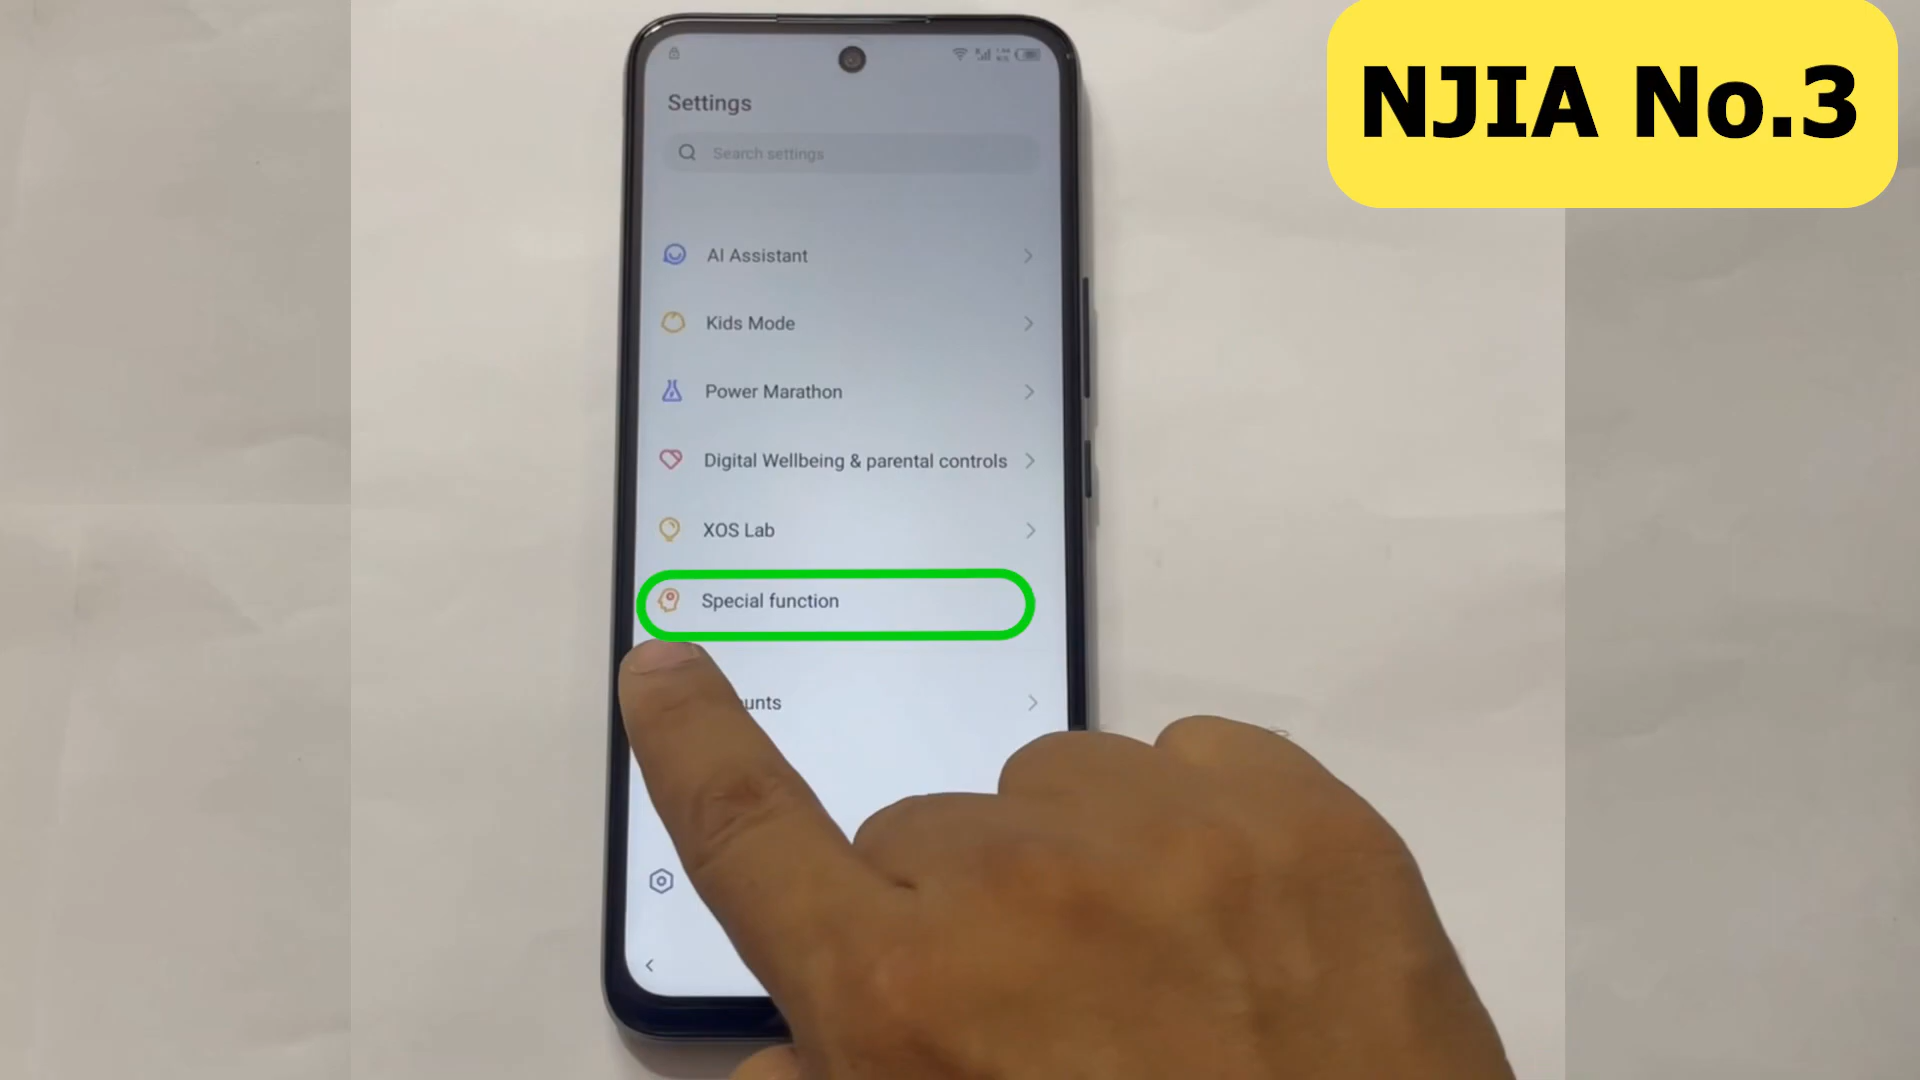 NJIA No.3
Settings
Search settings
AI Assistant
Kids Mode
Power Marathon
Digital Wellbeing & parental controls
XOS Lab
Special function
unts